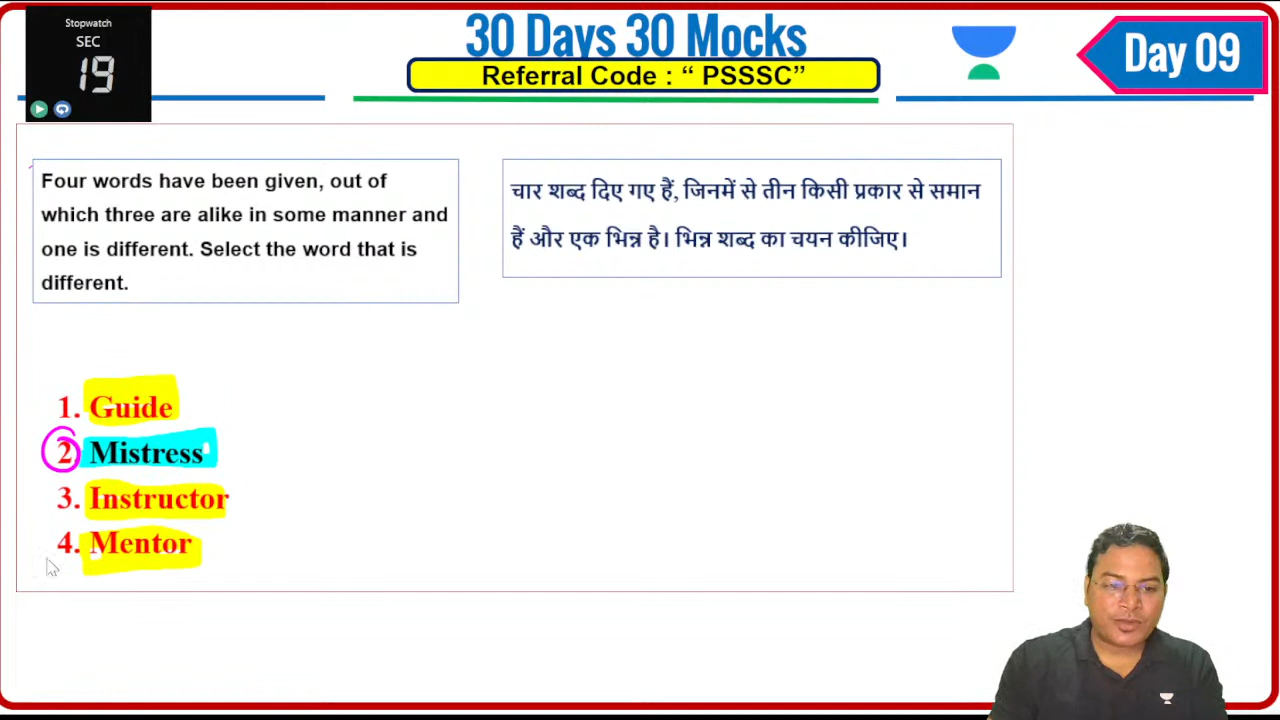 Stopwatch
SEC
19
30 Days 30 Mocks
Referral Code : “ PSSSC”
Day 09
Four words have been given, out of
which three are alike in some manner and
one is different. Select the word that is
different.
चार शब्द दिए गए हैं, जिनमें से तीन किसी प्रकार से समान
हैं और एक भिन्न है। भिन्न शब्द का चयन कीजिए।
1. Guide
2 Mistress
3. Instructor
4. Mentor